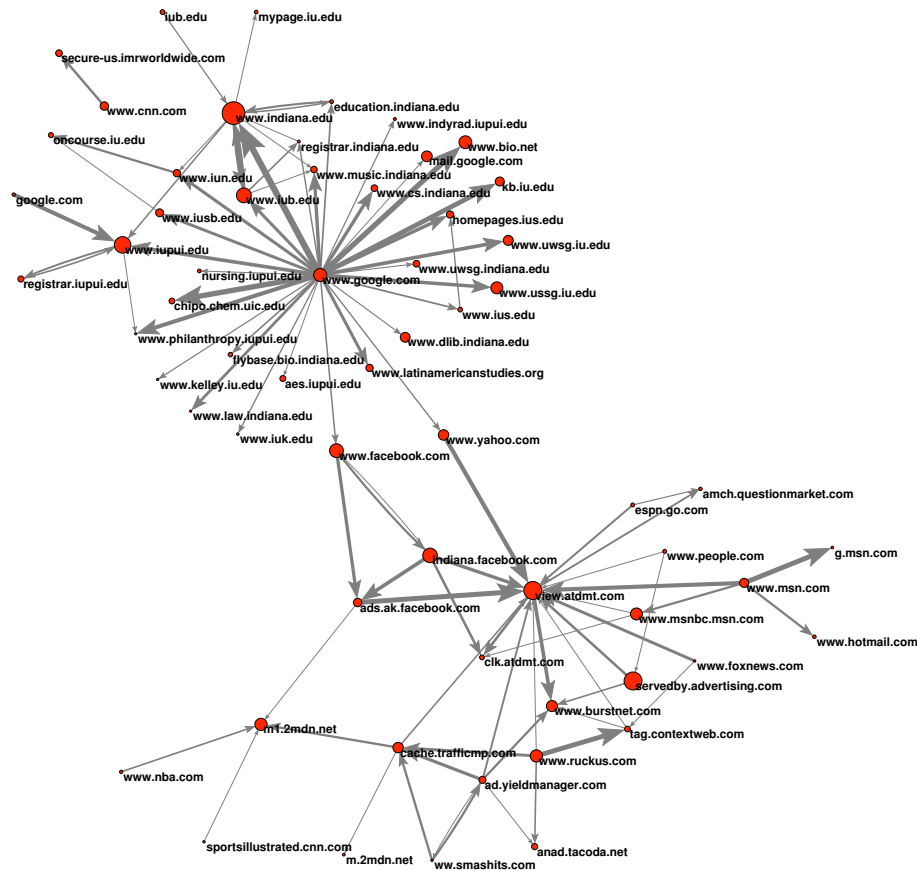 iub.edu
mypage.iu.edu
secure-us.imrworldwide.com
www.cnn.com
education.indiana.edu
www.indiana.edu
www.indyrad.iupui.edu
oncourse.iu.edu
registrar.indiana.edu
www.bio.net
mail.google.com
www.iun.edu
www.music.indiana.edu
kb.iu.edu
www.cs.indiana.edu
google.com
www.iub.edu
www.iusb.edu
homepages.ius.edu
www.iupui.edu
www.uwsg.iu.edu
nursing.iupui.edu
www.uwsg.indiana.edu
www.google.com
registrar.iupui.edu
www.ussg.iu.edu
chipo.chem.uic.edu
www.ius.edu
www.philanthropy.iupui.edu
www.dlib.indiana.edu
flybase.bio.indiana.edu
www.latinamericanstudies.org
www.kelley.iu.edu
aes.iupui.edu
www.law.indiana.edu
www.iuk.edu
www.yahoo.com
www.facebook.com
amch.questionmarket.com
espn.go.com
www.people.com
g.msn.com
indiana.facebook.com
www.msn.com
view.atdmt.com
ads.ak.facebook.com
www.msnbc.msn.com
www.hotmail.com
clk.atdmt.com
www.foxnews.com
servedby.advertising.com
www.burstnet.com
m1.2mdn.net
tag.contextweb.com
cache.trafficmp.com
www.ruckus.com
www.nba.com
ad.yieldmanager.com
sportsillustrated.cnn.com
anad.tacoda.net
m.2mdn.net
ww.smashits.com